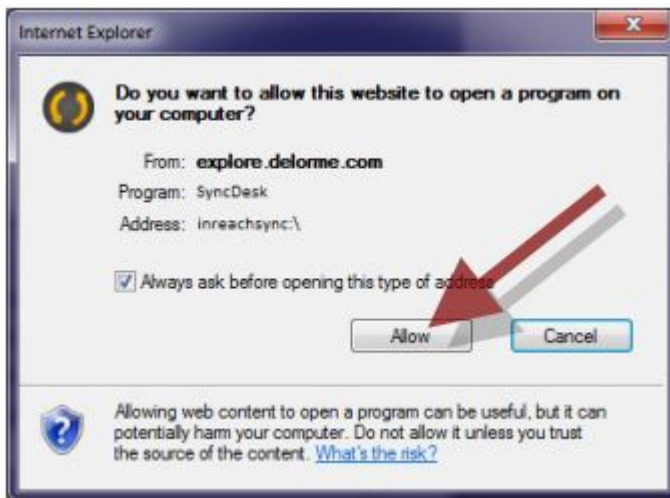 Internet Explorer
Do you want to allow this website to open a program on
your computer?
From: explore.delorme.com
Program: SyncDesk
Address: inreachsync:\
Always ask before opening this type of address
Allow
Cancel
Allowing web content to open a program can be useful, but it can
potentially harm your computer. Do not allow it unless you trust
the source of the content. What's the risk?